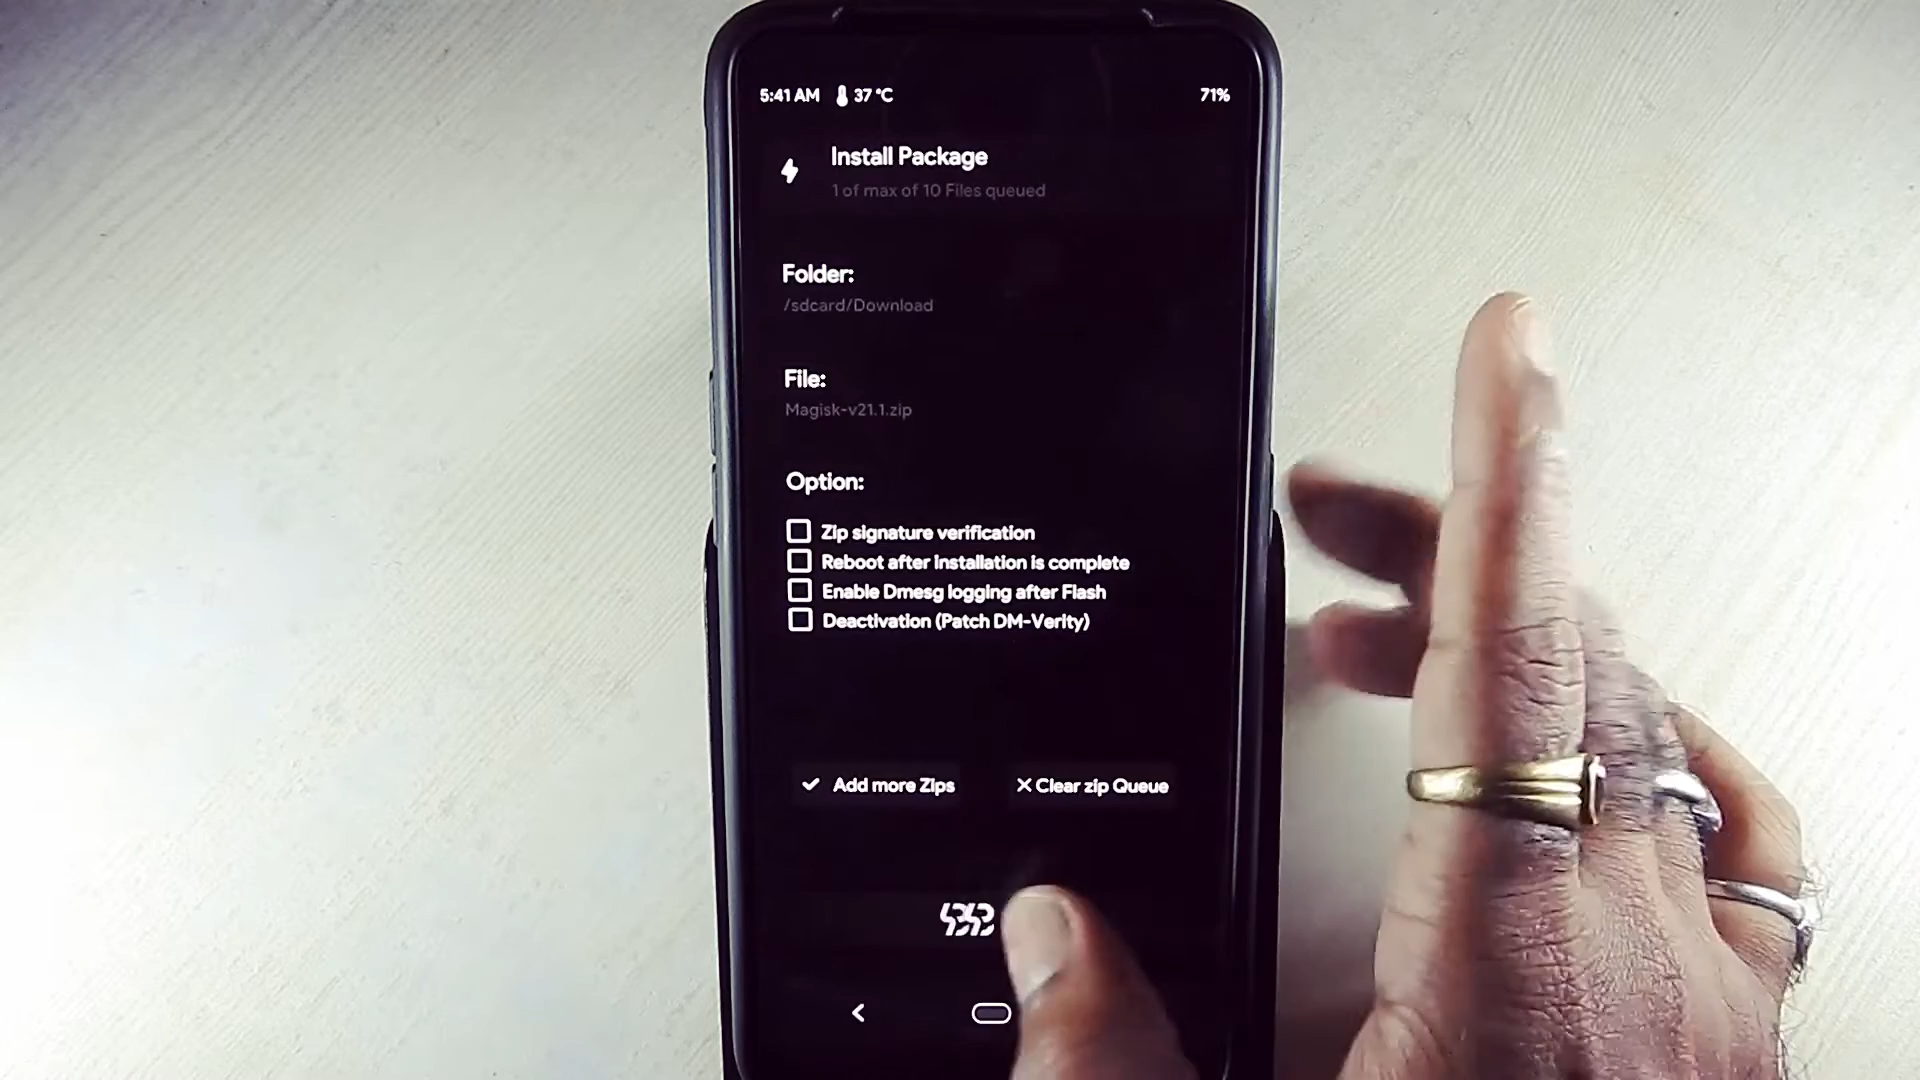 5:41 AM 37 °C 71%
Install Package
1 of max of 10 Files queued
Folder:
/sdcard/Download
File:
Magisk-v21.1.zip
Option:
Zip signature verification
Reboot after installation is complete
Enable Dmesg logging after Flash
Deactivation (Patch DM-Verity)
Add more Zips
Clear zip Queue